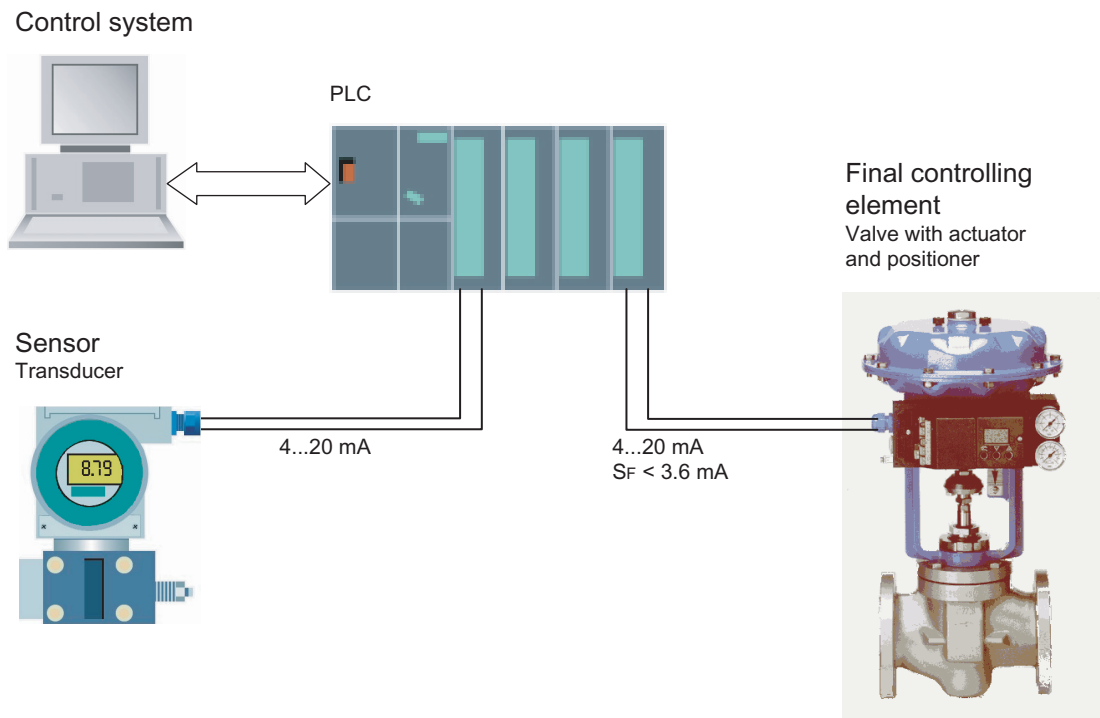 Control system
PLC
Final controlling
element
Valve with actuator
and positioner
Sensor
Transducer
8.79
4...20 mA
4...20 mA
SF < 3.6 mA